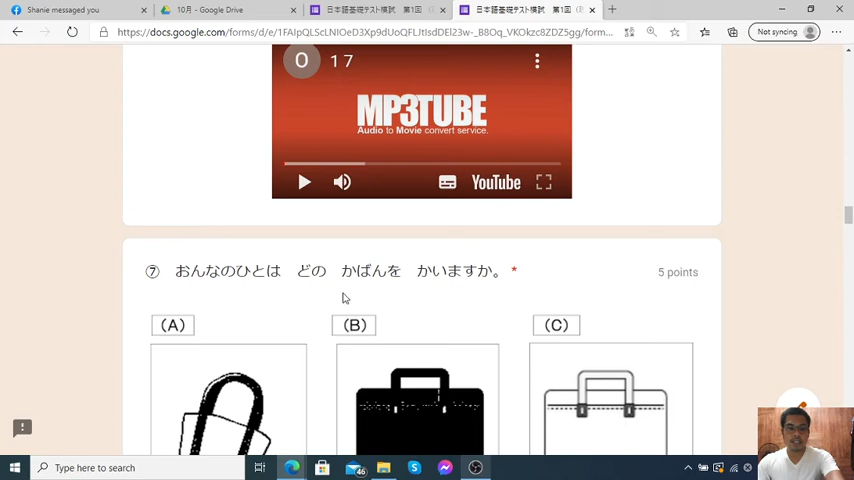 Shanie messaged you
10月 - Google Drive
日本語基礎テスト模試 第1回
日本語基礎テスト模試 第1回
https://docs.google.com/forms/d/e/1FAIpQLScLNIOeD3Xp9dUoQFLJtIsdDEl23w-_B8Oq_VKOkzc8ZDZ5gg/form...
Not syncing
O 17
MP3TUBE
Audio to Movie convert service.
YouTube
⑦ おんなのひとは どの かばんを かいますか。 *
5 points
(A)
(B)
(C)
Type here to search
46